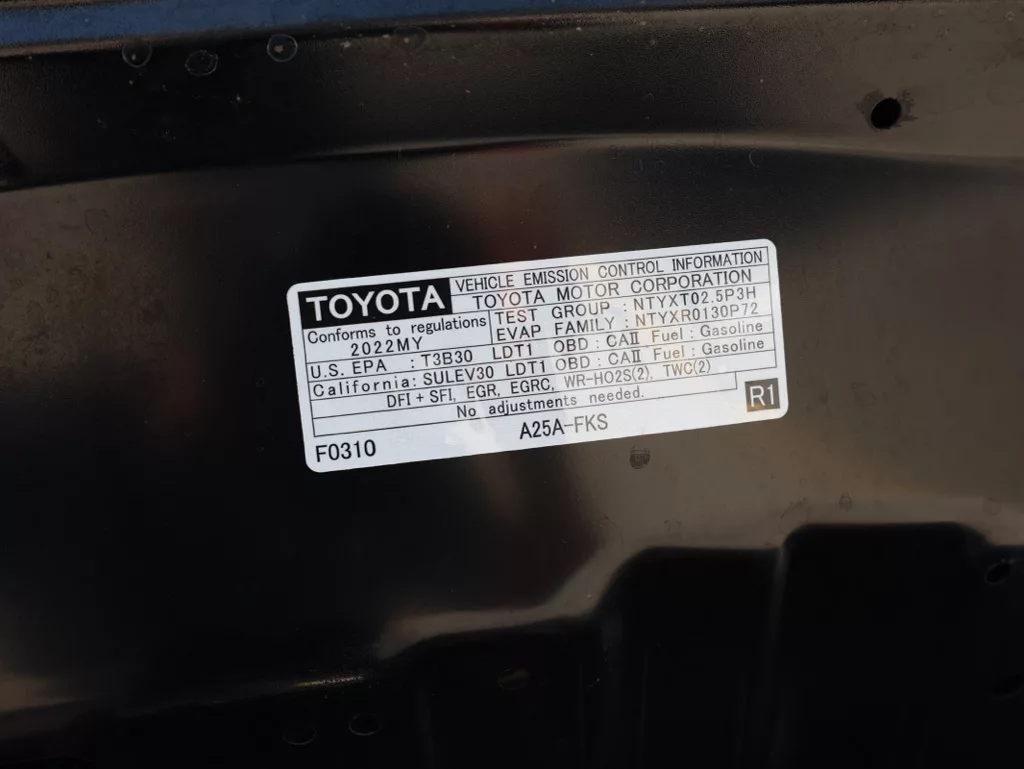 TOYOTA
VEHICLE EMISSION CONTROL INFORMATION
TOYOTA MOTOR CORPORATION
Conforms to regulations
2022MY
TEST GROUP : NTYXT02.5P3H
EVAP FAMILY : NTYXR0130P72
U.S. EPA : T3B30 LDT1 OBD : CAⅡ Fuel : Gasoline
California: SULEV30 LDT1 OBD : CAⅡ Fuel : Gasoline
DFI + SFI, EGR, EGRC, WR-HO2S(2), TWC(2)
No adjustments needed.
R1
F0310
A25A-FKS